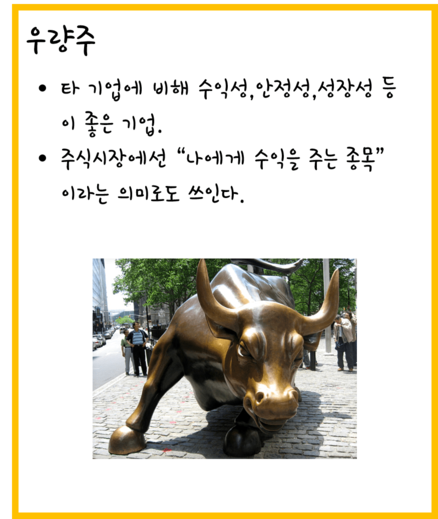 우량주
• 타 기업에 비해 수익성,안정성,성장성 등
이 좋은 기업.
• 주식시장에선 “나에게 수익을 주는 종목”
이라는 의미로도 쓰인다.